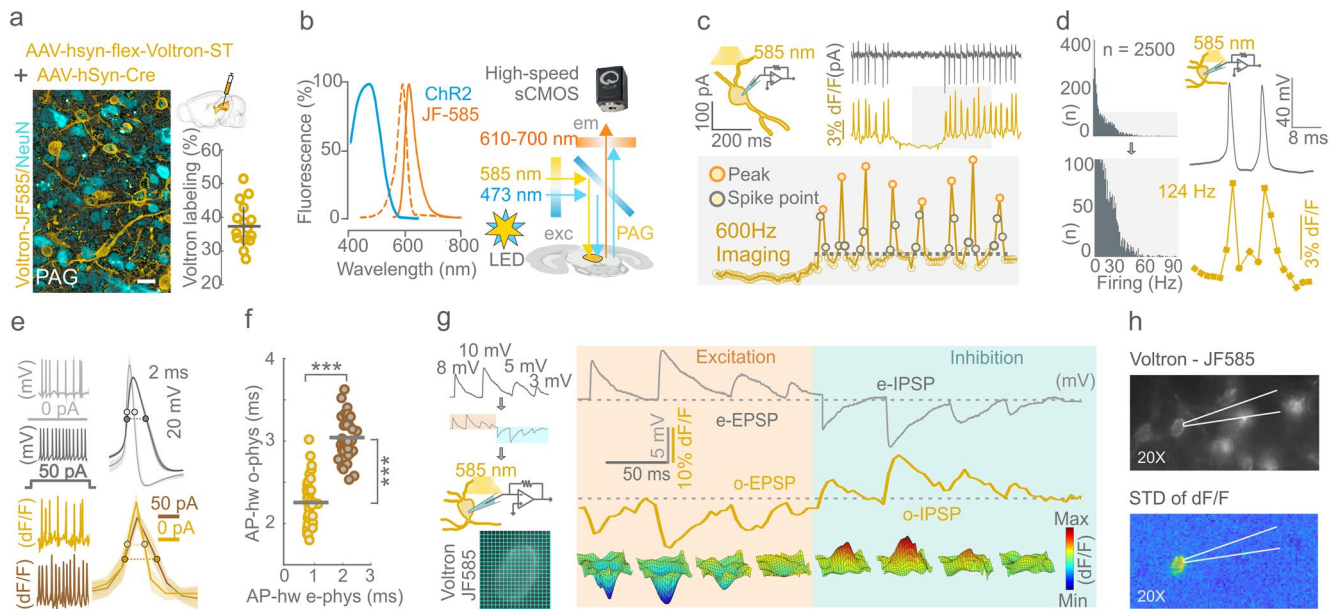 a
AAV-hsyn-flex-Voltron-ST
+ AAV-hSyn-Cre
Voltron-JF585/NeuN
PAG
Voltron labeling (%)
60
50
40
30
20
b
Fluorescence (%)
100
75
50
25
0
400
600
800
Wavelength (nm)
ChR2
JF-585
High-speed
sCMOS
em
610-700 nm
585 nm
473 nm
exc
PAG
LED
c
585 nm
100 pA
200 ms
(pA)
3% dF/F
Peak
Spike point
600Hz
Imaging
d
400
200
0
(n)
n = 2500
100
50
0
(n)
0
30
60
90
Firing (Hz)
585 nm
40 mV
8 ms
124 Hz
3% dF/F
e
(mV)
0 pA
(mV)
50 pA
2 ms
20 mV
(dF/F)
(dF/F)
50 pA
0 pA
f
AP-hw o-phys (ms)
4
3
2
***
***
0
1
2
3
AP-hw e-phys (ms)
g
10 mV
8 mV
5 mV
3 mV
585 nm
Voltron
JF585
Excitation
Inhibition
e-IPSP
(mV)
e-EPSP
5 mV
10% dF/F
50 ms
o-EPSP
o-IPSP
Max
(dF/F)
Min
h
Voltron - JF585
20X
STD of dF/F
20X